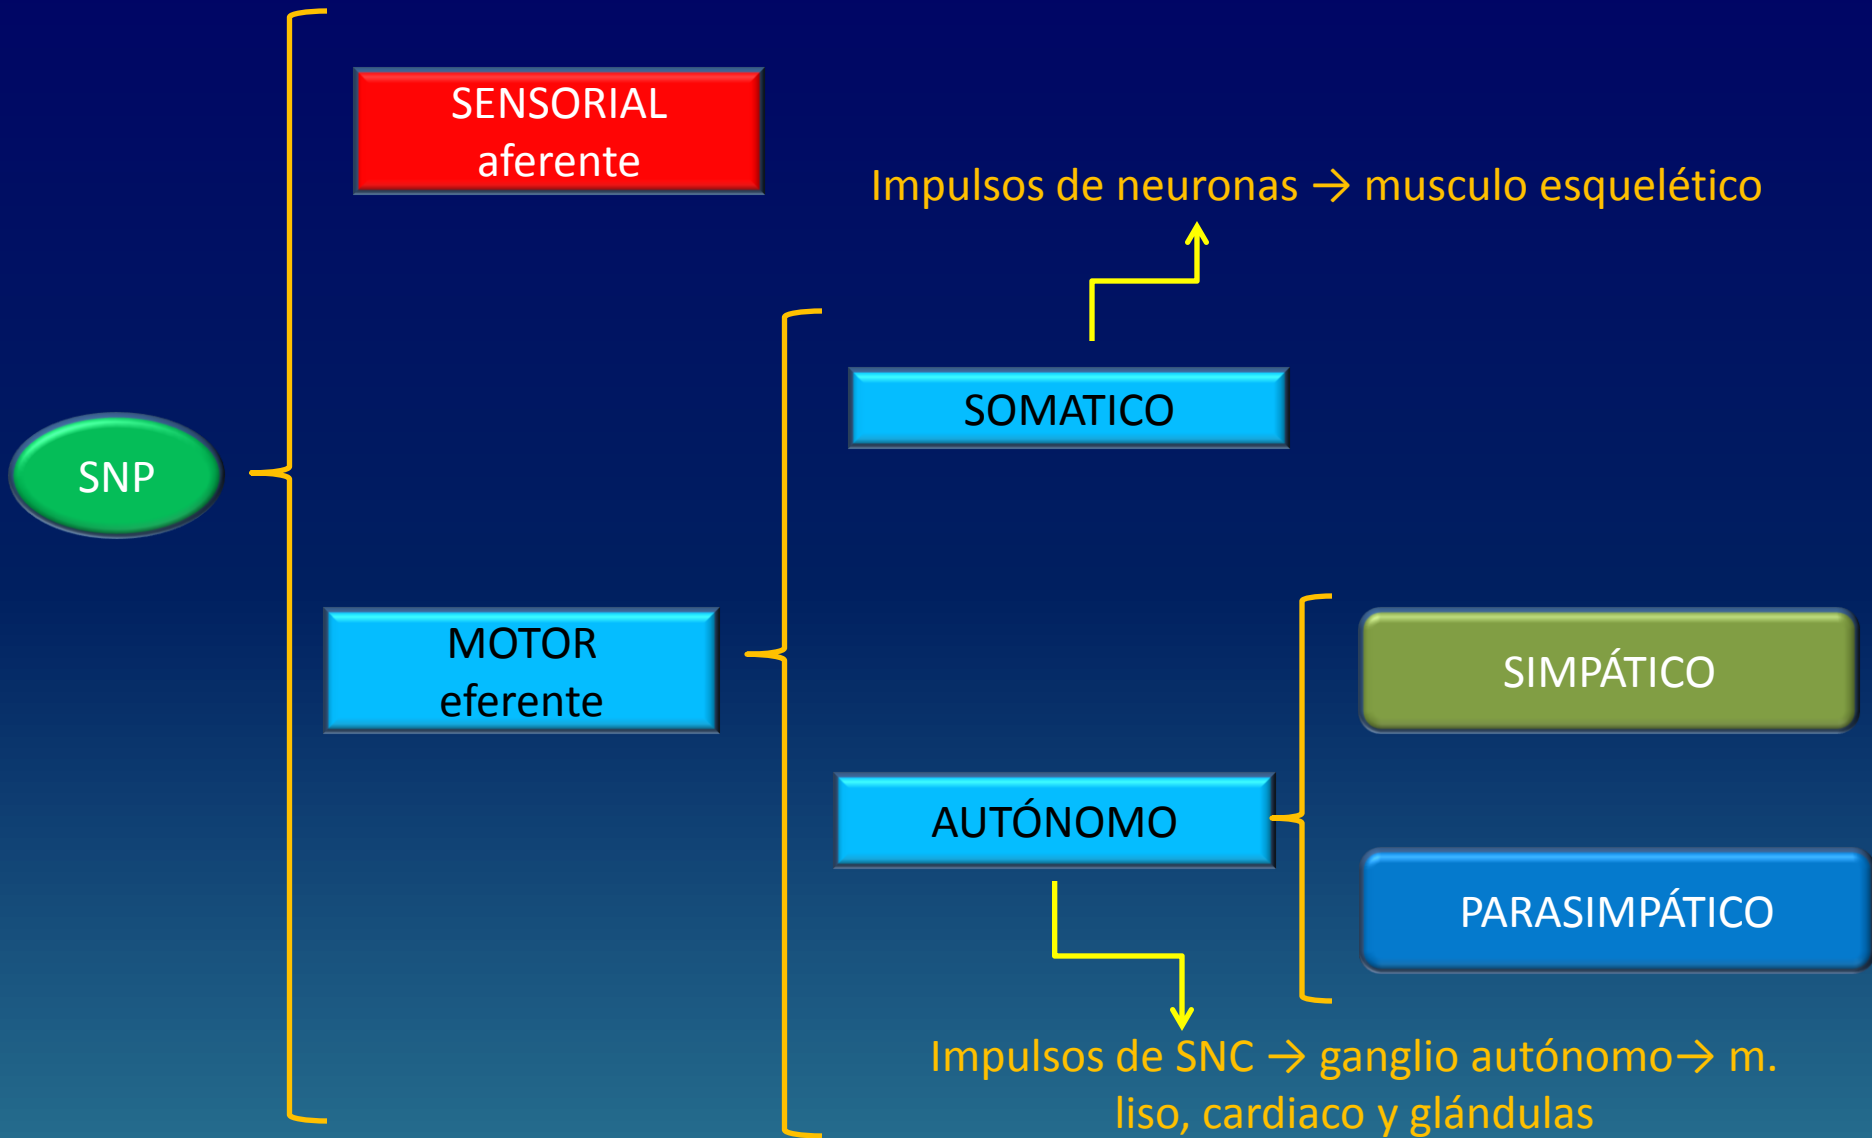 SENSORIAL
aferente
Impulsos de neuronas → musculo esquelético
SOMATICO
SNP
MOTOR
eferente
SIMPÁTICO
AUTÓNOMO
PARASIMPÁTICO
Impulsos de SNC → ganglio autónomo→ m.
liso, cardiaco y glándulas